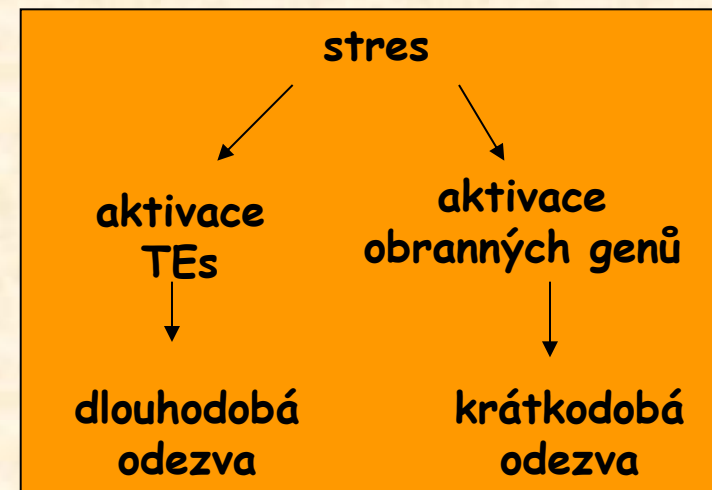 stres
aktivace
TEs
aktivace
obranných genů
dlouhodobá
odezva
krátkodobá
odezva